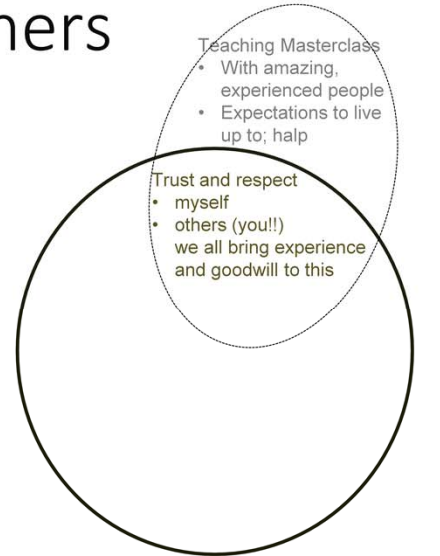 ners
Teaching Masterclass
• With amazing,
experienced people
• Expectations to live
up to; halp
Trust and respect
• myself
• others (you!!)
we all bring experience
and goodwill to this